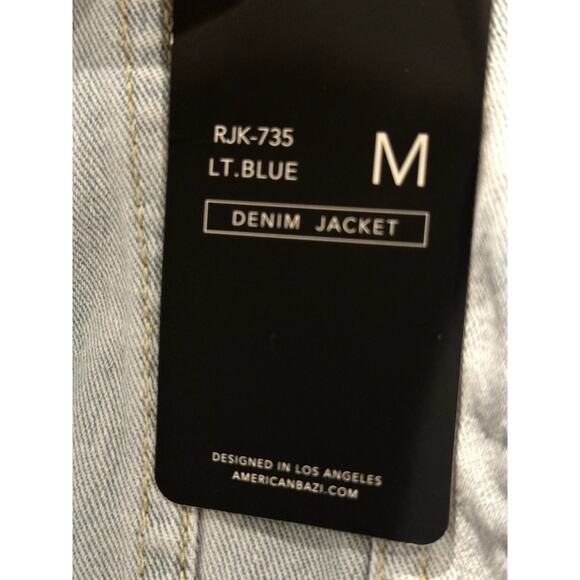 RJK-735
LT.BLUE
M
DENIM JACKET
DESIGNED IN LOS ANGELES
AMERICANBAZI.COM